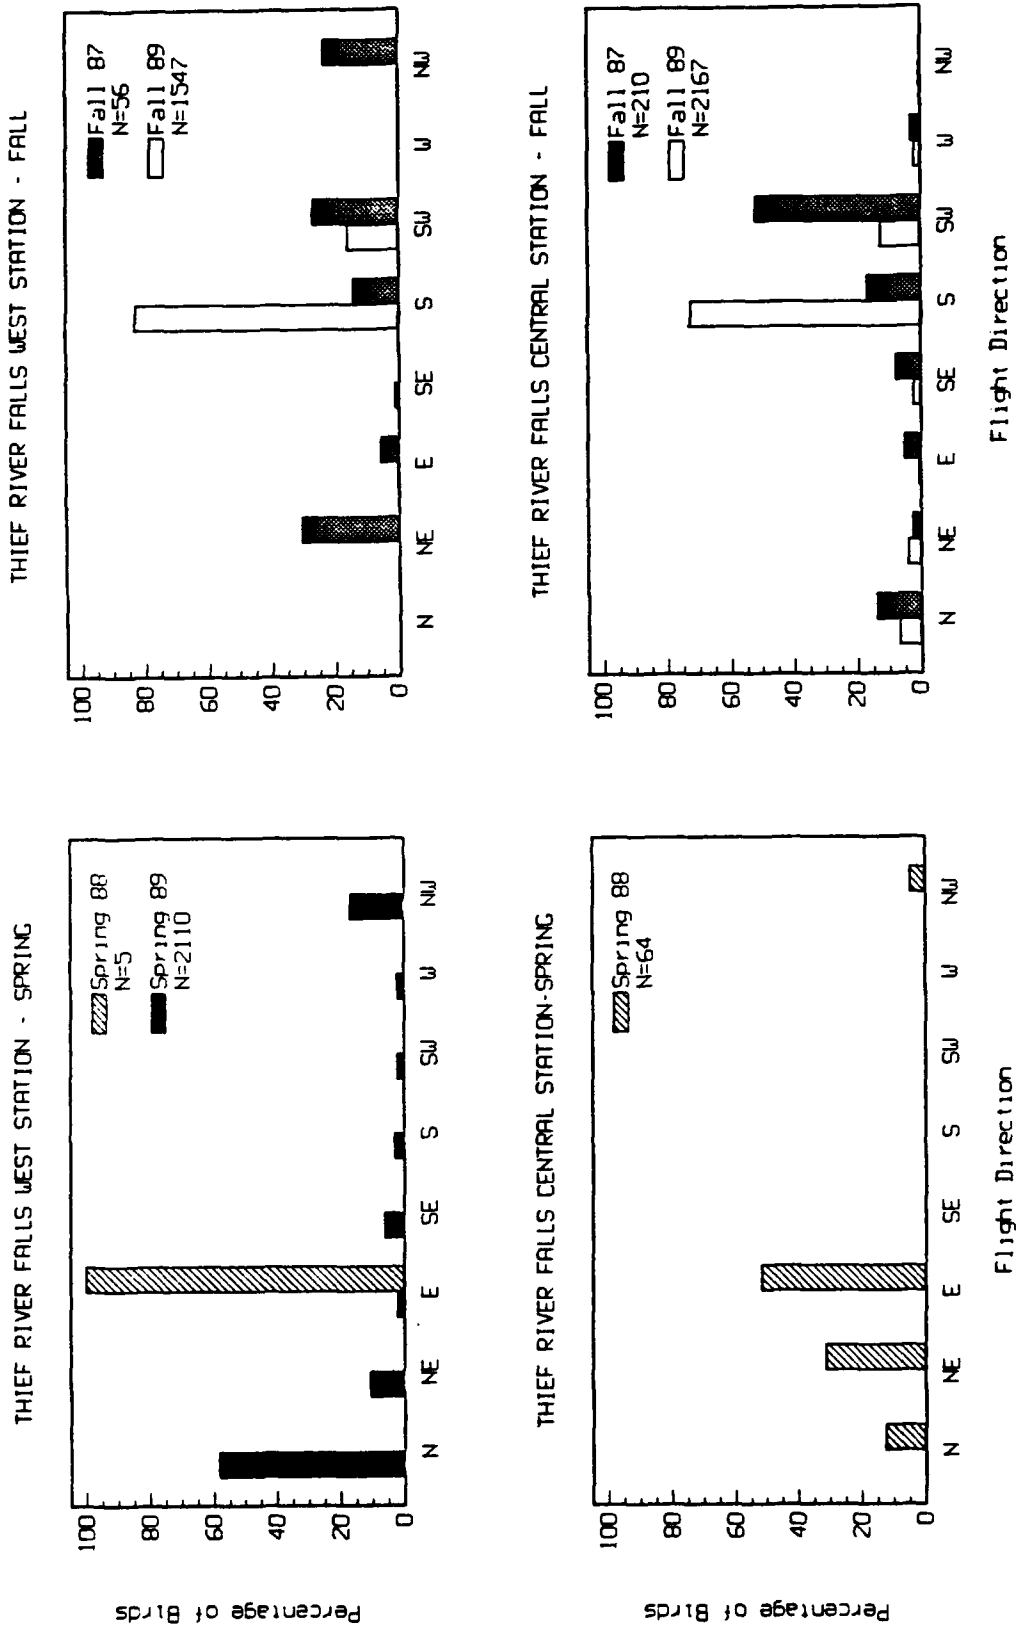 THIEF RIVER FALLS WEST STATION - SPRING
Percentage of Birds
100
80
60
40
20
0
Spring 88
N=5
Spring 89
N=2110
N NE E SE S SW W NW
THIEF RIVER FALLS WEST STATION - FALL
100
80
60
40
20
0
Fall 87
N=56
Fall 89
N=1547
N NE E SE S SW W NW
THIEF RIVER FALLS CENTRAL STATION-SPRING
Percentage of Birds
100
80
60
40
20
0
Spring 88
N=64
N NE E SE S SW W NW
Flight Direction
THIEF RIVER FALLS CENTRAL STATION - FALL
100
80
60
40
20
0
Fall 87
N=210
Fall 89
N=2167
N NE E SE S SW W NW
Flight Direction